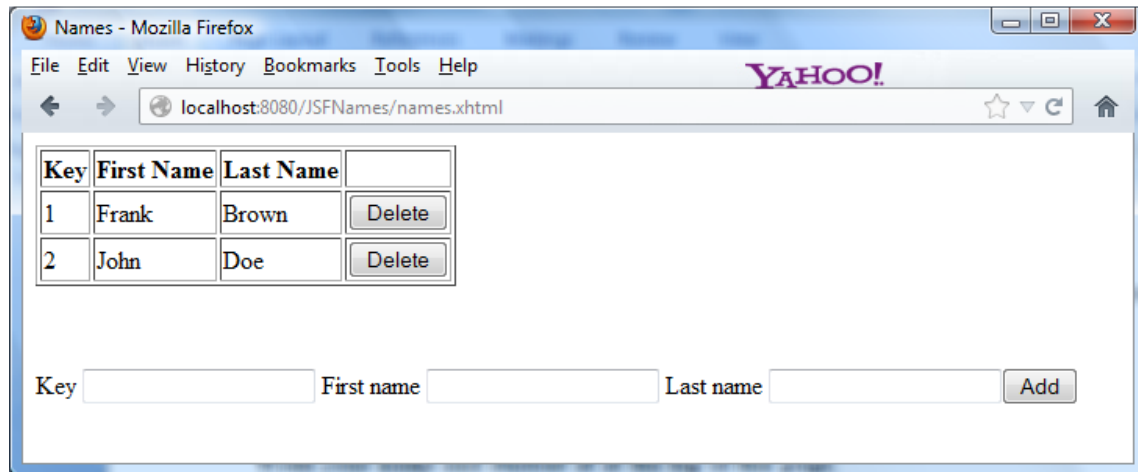 Names - Mozilla Firefox
File Edit View History Bookmarks Tools Help
YAHOO!
localhost:8080/JSFNames/names.xhtml
Key First Name Last Name
1 Frank Brown Delete
2 John Doe Delete
Key First name Last name Add